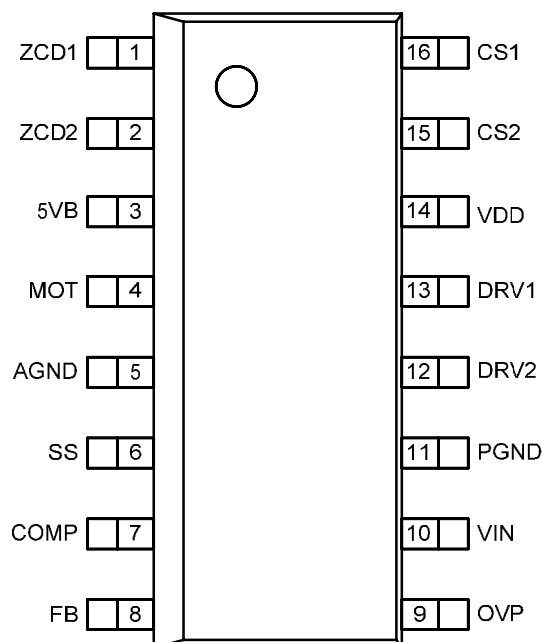 ZCD1 1 16 CS1
ZCD2 2 15 CS2
5VB 3 14 VDD
MOT 4 13 DRV1
AGND 5 12 DRV2
SS 6 11 PGND
COMP 7 10 VIN
FB 8 9 OVP